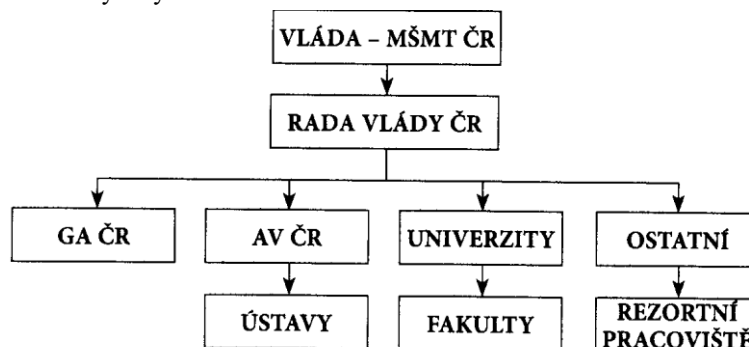 VLÁDA – MŠMT ČR
RADA VLÁDY ČR
GA ČR
AV ČR
UNIVERZITY
OSTATNÍ
ÚSTAVY
FAKULTY
REZORTNÍ
PRACOVIŠTĚ